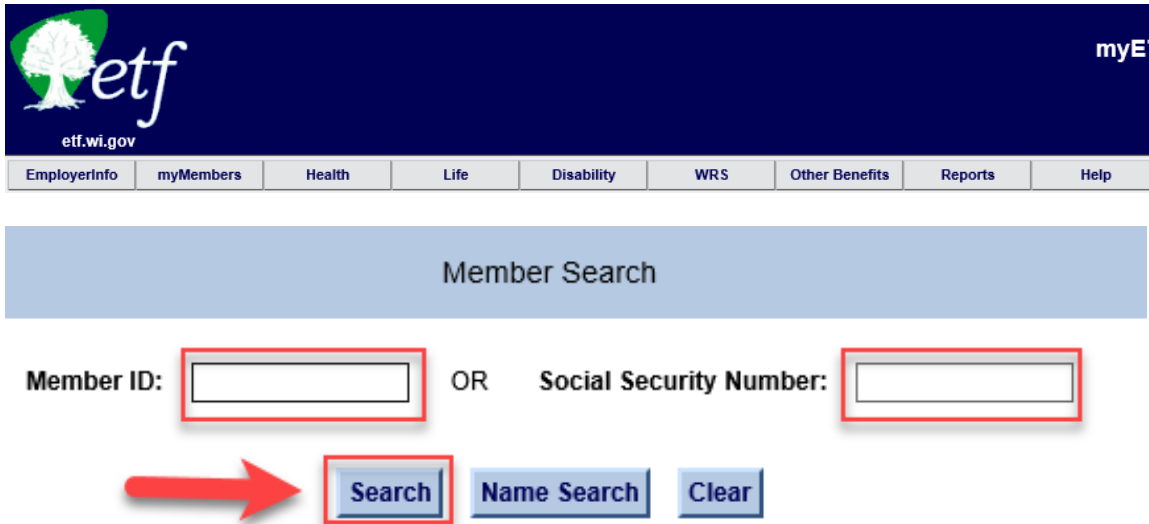 etf
myET
etf.wi.gov
EmployerInfo myMembers Health Life Disability WRS Other Benefits Reports Help
Member Search
Member ID: OR Social Security Number:
Search Name Search Clear